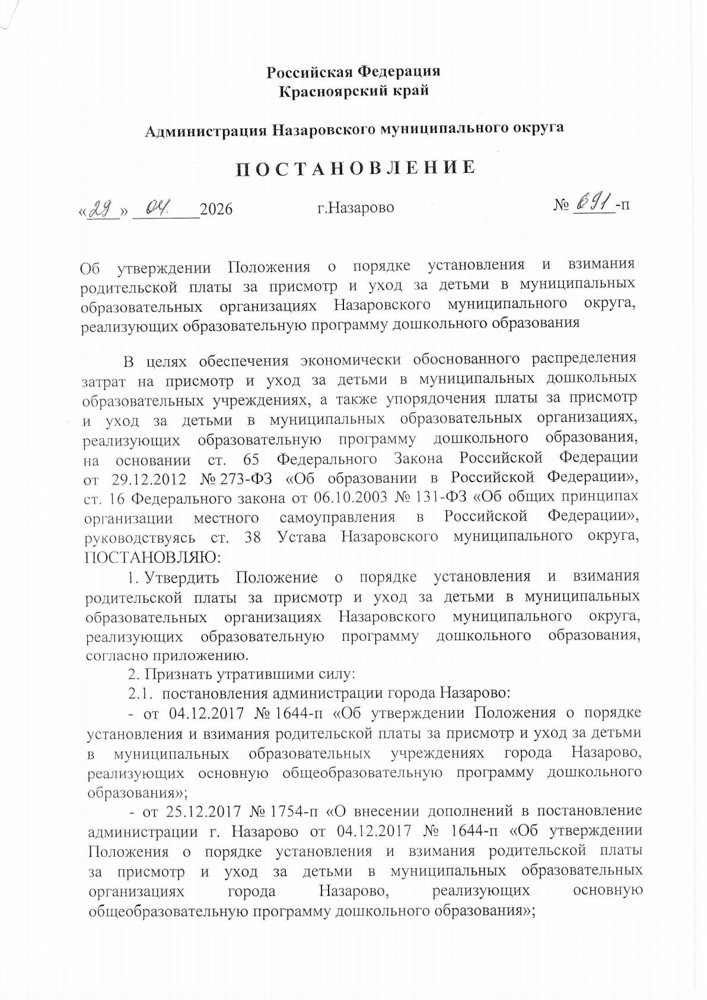 Российская Федерация
Красноярский край
Администрация Назаровского муниципального округа
П О С Т А Н О В Л Е Н И Е
«29» 04. 2026 г.Назарово № 691-п
Об утверждении Положения о порядке установления и взимания
родительской платы за присмотр и уход за детьми в муниципальных
образовательных организациях Назаровского муниципального округа,
реализующих образовательную программу дошкольного образования
В целях обеспечения экономически обоснованного распределения
затрат на присмотр и уход за детьми в муниципальных дошкольных
образовательных учреждениях, а также упорядочения платы за присмотр
и уход за детьми в муниципальных образовательных организациях,
реализующих образовательную программу дошкольного образования,
на основании ст. 65 Федерального Закона Российской Федерации
от 29.12.2012 № 273-ФЗ «Об образовании в Российской Федерации»,
ст. 16 Федерального закона от 06.10.2003 № 131-ФЗ «Об общих принципах
организации местного самоуправления в Российской Федерации»,
руководствуясь ст. 38 Устава Назаровского муниципального округа,
ПОСТАНОВЛЯЮ:
1. Утвердить Положение о порядке установления и взимания
родительской платы за присмотр и уход за детьми в муниципальных
образовательных организациях Назаровского муниципального округа,
реализующих образовательную программу дошкольного образования,
согласно приложению.
2. Признать утратившими силу:
2.1. постановления администрации города Назарово:
- от 04.12.2017 № 1644-п «Об утверждении Положения о порядке
установления и взимания родительской платы за присмотр и уход за детьми
в муниципальных образовательных учреждениях города Назарово,
реализующих основную общеобразовательную программу дошкольного
образования»;
- от 25.12.2017 № 1754-п «О внесении дополнений в постановление
администрации г. Назарово от 04.12.2017 № 1644-п «Об утверждении
Положения о порядке установления и взимания родительской платы
за присмотр и уход за детьми в муниципальных образовательных
организациях города Назарово, реализующих основную
общеобразовательную программу дошкольного образования»;